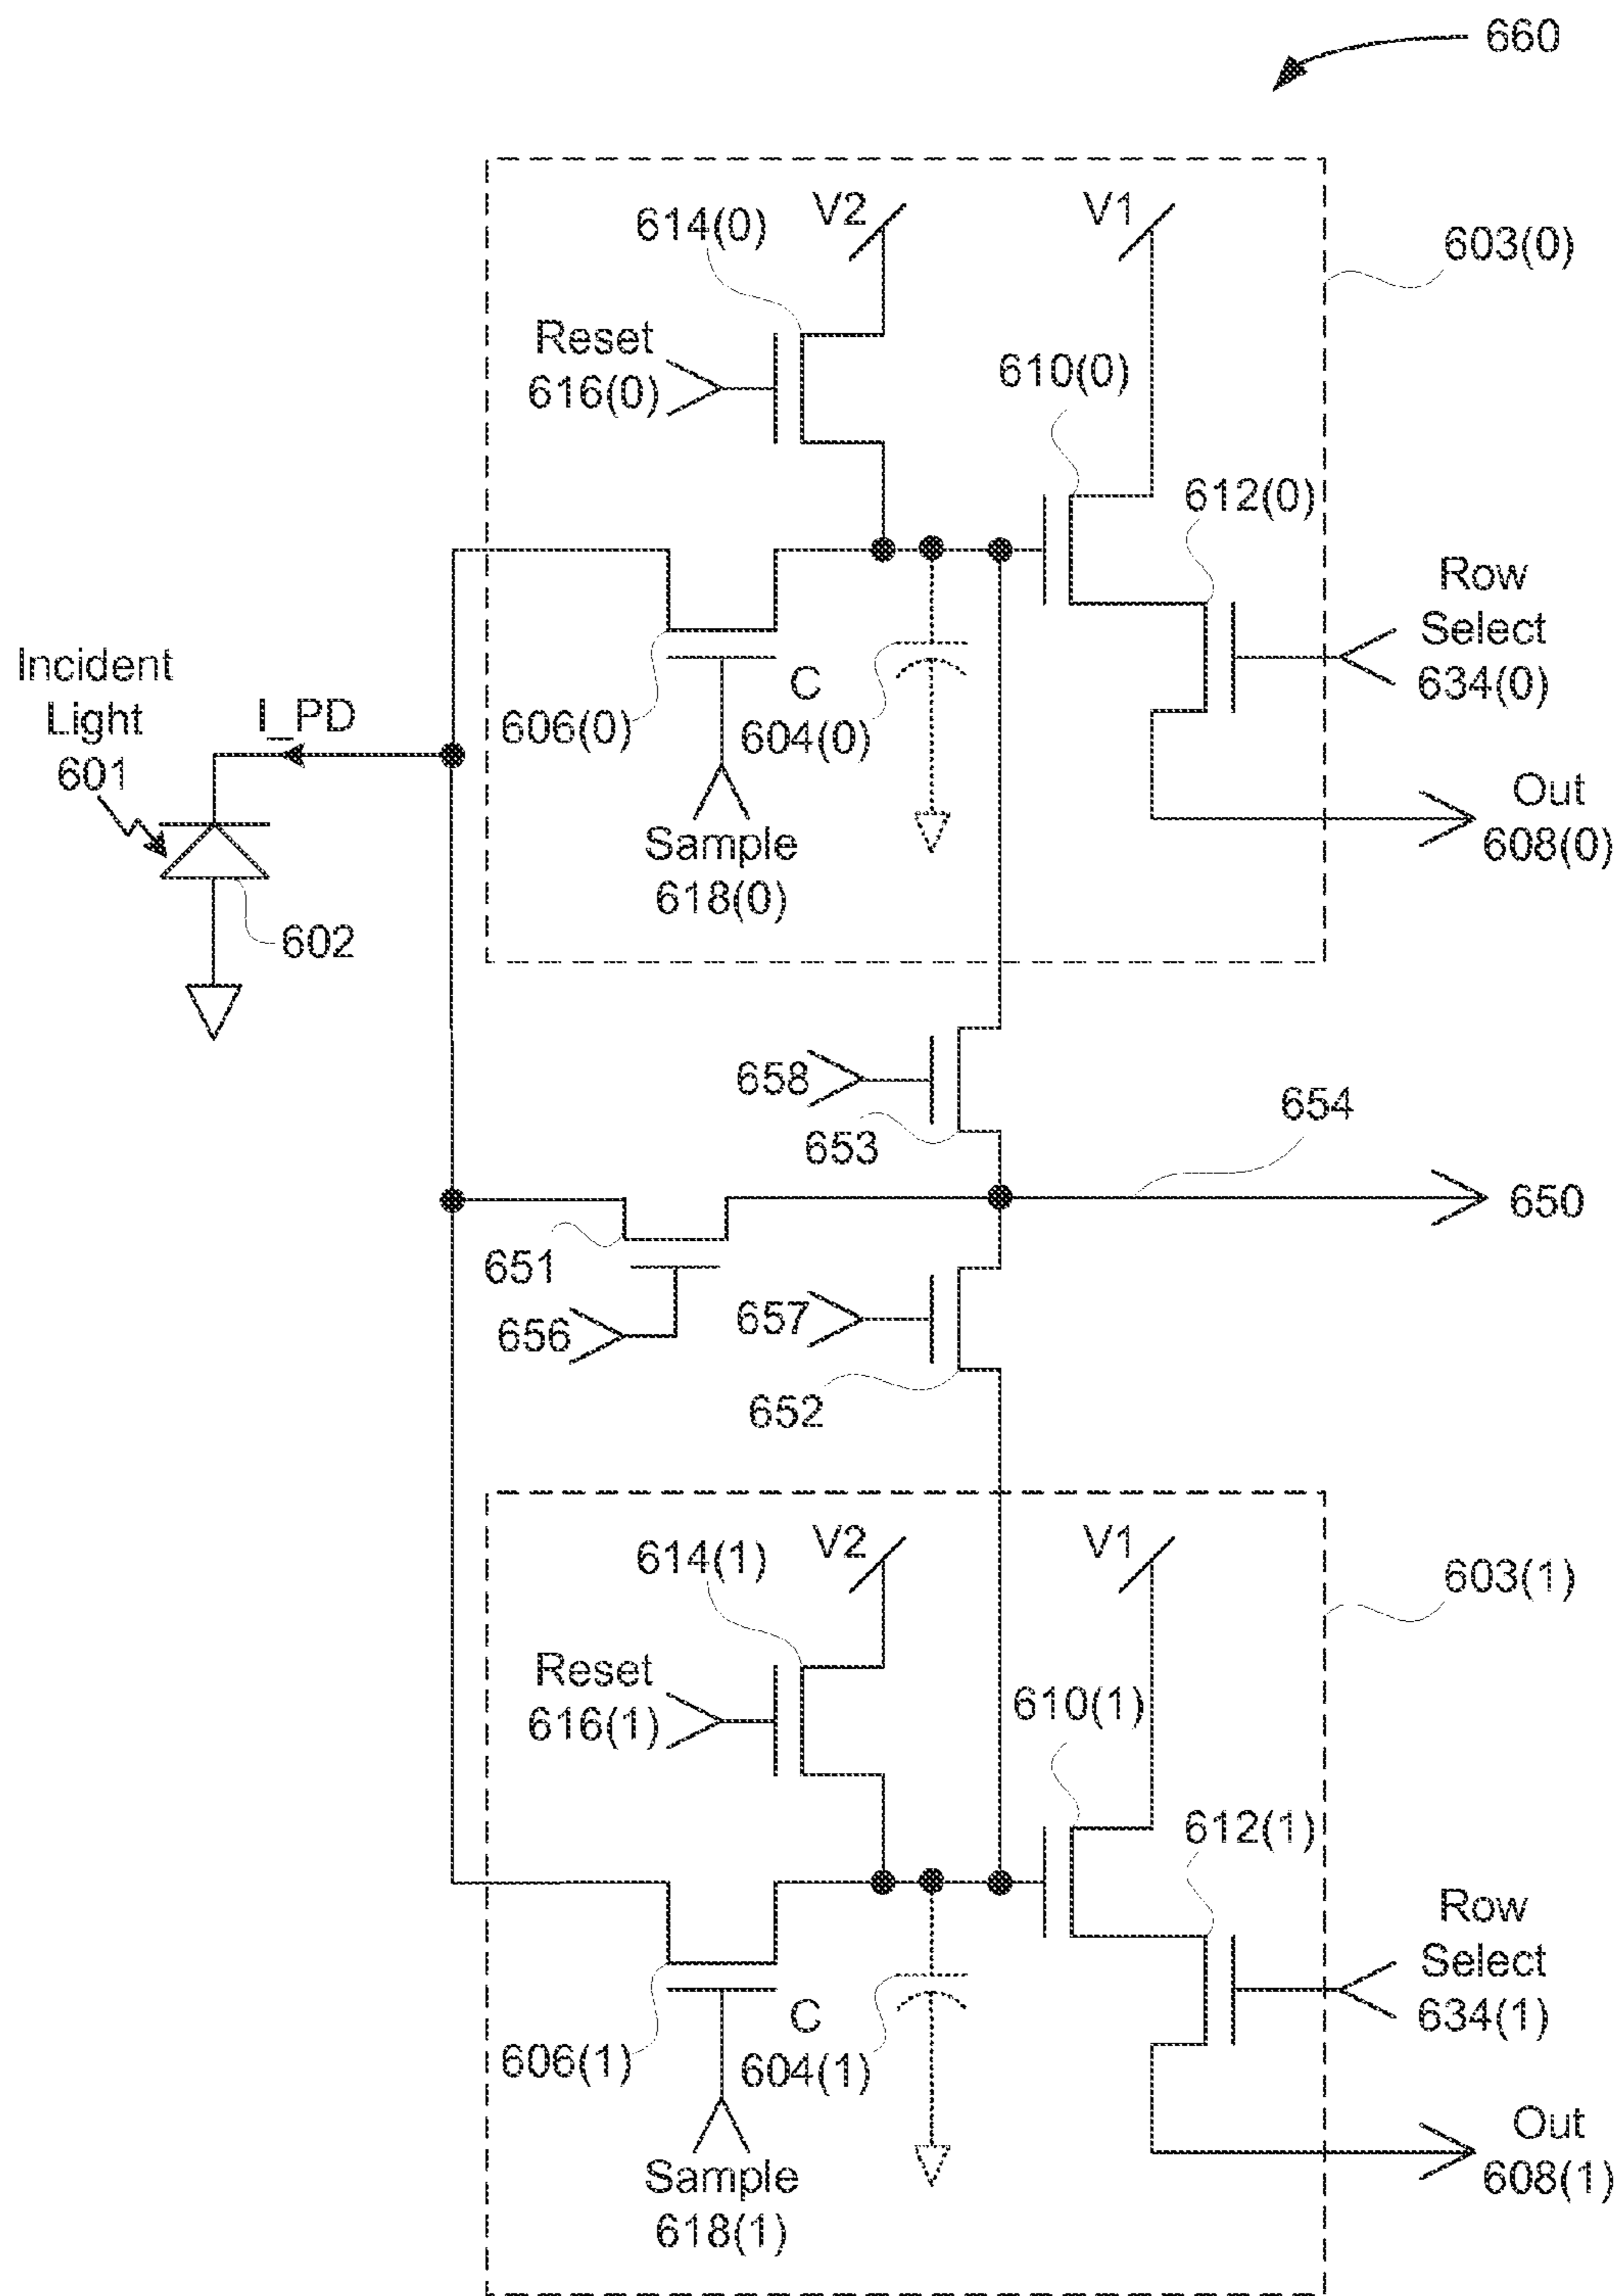 660
V2
V1
614(0)
603(0)
Reset
616(0)
610(0)
612(0)
Row
Select
634(0)
Incident
Light
601
I_PD
606(0)
C
604(0)
Out
608(0)
Sample
618(0)
602
658
653
654
650
651
656
657
652
V2
V1
614(1)
603(1)
Reset
616(1)
610(1)
612(1)
Row
Select
634(1)
606(1)
C
604(1)
Out
608(1)
Sample
618(1)